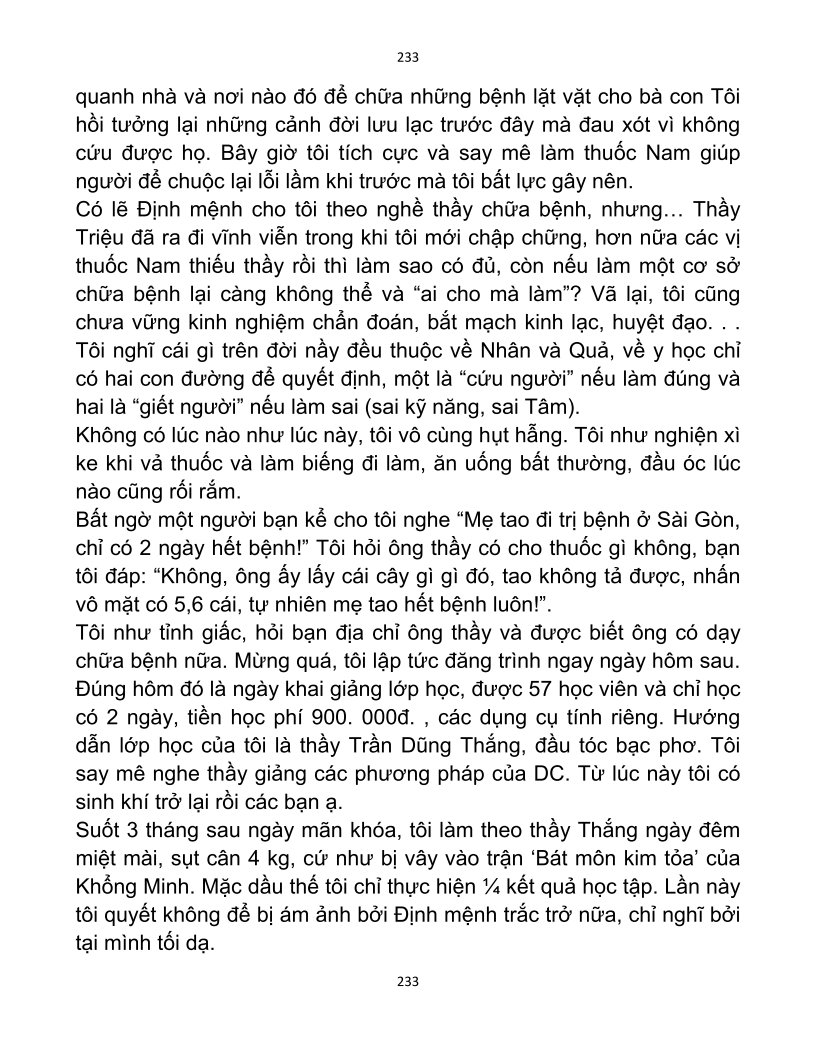 233
quanh nhà và nơi nào đó để chữa những bệnh lặt vặt cho bà con Tôi
hồi tưởng lại những cảnh đời lưu lạc trước đây mà đau xót vì không
cứu được họ. Bây giờ tôi tích cực và say mê làm thuốc Nam giúp
người để chuộc lại lỗi lầm khi trước mà tôi bất lực gây nên.
Có lẽ Định mệnh cho tôi theo nghề thầy chữa bệnh, nhưng… Thầy
Triệu đã ra đi vĩnh viễn trong khi tôi mới chập chững, hơn nữa các vị
thuốc Nam thiếu thầy rồi thì làm sao có đủ, còn nếu làm một cơ sở
chữa bệnh lại càng không thể và “ai cho mà làm”? Vã lại, tôi cũng
chưa vững kinh nghiệm chẩn đoán, bắt mạch kinh lạc, huyệt đạo. . .
Tôi nghĩ cái gì trên đời nầy đều thuộc về Nhân và Quả, về y học chỉ
có hai con đường để quyết định, một là “cứu người” nếu làm đúng và
hai là “giết người” nếu làm sai (sai kỹ năng, sai Tâm).
Không có lúc nào như lúc này, tôi vô cùng hụt hẫng. Tôi như nghiện xì
ke khi vả thuốc và làm biếng đi làm, ăn uống bất thường, đầu óc lúc
nào cũng rối rắm.
Bất ngờ một người bạn kể cho tôi nghe “Mẹ tao đi trị bệnh ở Sài Gòn,
chỉ có 2 ngày hết bệnh!” Tôi hỏi ông thầy có cho thuốc gì không, bạn
tôi đáp: “Không, ông ấy lấy cái cây gì gì đó, tao không tả được, nhấn
vô mặt có 5,6 cái, tự nhiên mẹ tao hết bệnh luôn!”.
Tôi như tỉnh giấc, hỏi bạn địa chỉ ông thầy và được biết ông có dạy
chữa bệnh nữa. Mừng quá, tôi lập tức đăng trình ngay ngày hôm sau.
Đúng hôm đó là ngày khai giảng lớp học, được 57 học viên và chỉ học
có 2 ngày, tiền học phí 900. 000đ. , các dụng cụ tính riêng. Hướng
dẫn lớp học của tôi là thầy Trần Dũng Thắng, đầu tóc bạc phơ. Tôi
say mê nghe thầy giảng các phương pháp của DC. Từ lúc này tôi có
sinh khí trở lại rồi các bạn ạ.
Suốt 3 tháng sau ngày mãn khóa, tôi làm theo thầy Thắng ngày đêm
miệt mài, sụt cân 4 kg, cứ như bị vây vào trận ‘Bát môn kim tỏa’ của
Khổng Minh. Mặc dầu thế tôi chỉ thực hiện ¼ kết quả học tập. Lần này
tôi quyết không để bị ám ảnh bởi Định mệnh trắc trở nữa, chỉ nghĩ bởi
tại mình tối dạ.
233